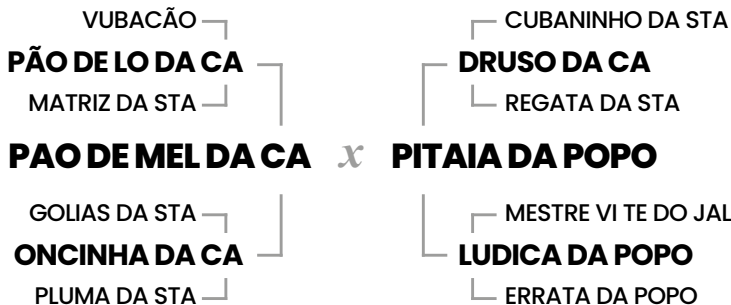 VUBACÃO
CUBANINHO DA STA
PÃO DE LO DA CA
DRUSO DA CA
MATRIZ DA STA
REGATA DA STA
PAO DE MEL DA CA x PITAIA DA POPO
GOLIAS DA STA
MESTRE VI TE DO JAL
ONCINHA DA CA
LUDICA DA POPO
PLUMA DA STA
ERRATA DA POPO